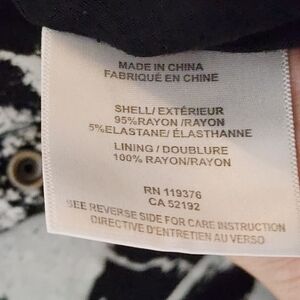 MADE IN CHINA
FABRIQUÉ EN CHINE
SHELL/ EXTÉRIEUR
95%RAYON /RAYON
5%ELASTANE/ ÉLASTHANNE
LINING / DOUBLURE
100% RAYON/RAYON
RN 119376
CA 52192
SEE REVERSE SIDE FOR CARE INSTRUCTION
DIRECTIVE D'ENTRETIEN AU VERSO